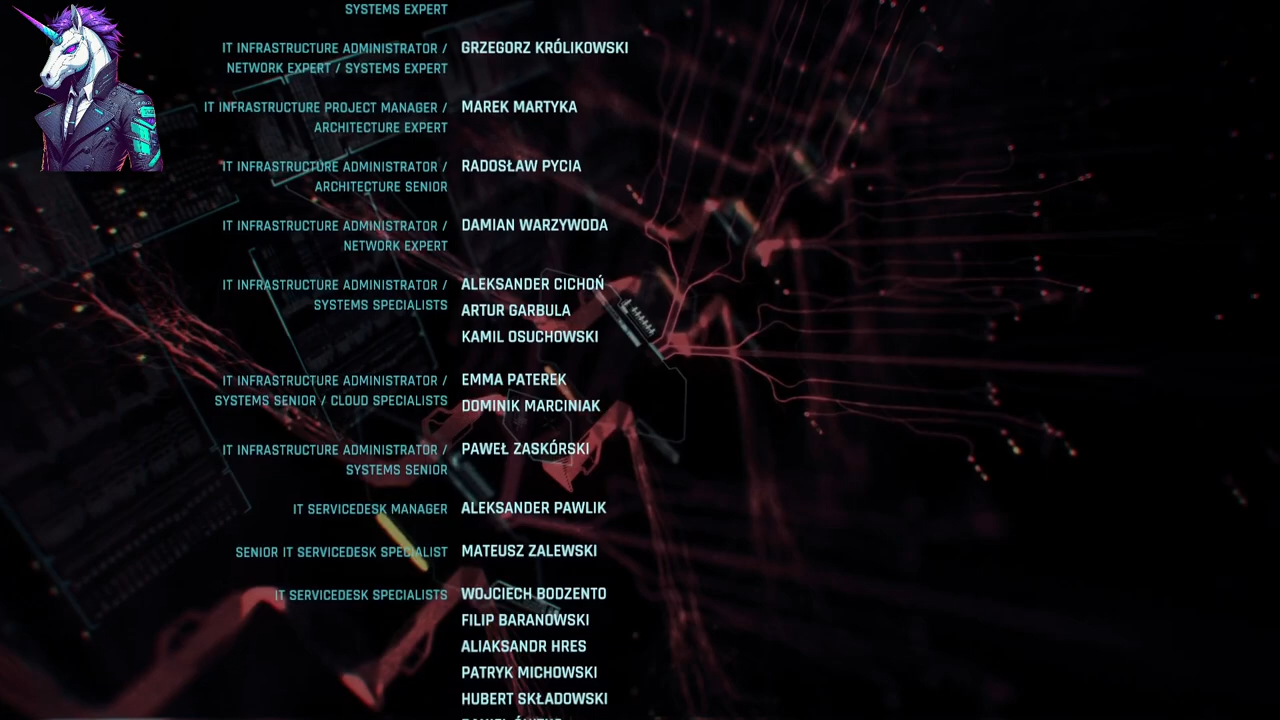 SYSTEMS EXPERT
IT INFRASTRUCTURE ADMINISTRATOR / GRZEGORZ KRÓLIKOWSKI
NETWORK EXPERT / SYSTEMS EXPERT
IT INFRASTRUCTURE PROJECT MANAGER / MAREK MARTYKA
ARCHITECTURE EXPERT
IT INFRASTRUCTURE ADMINISTRATOR / RADOSŁAW PYCIA
ARCHITECTURE SENIOR
IT INFRASTRUCTURE ADMINISTRATOR / DAMIAN WARZYWODA
NETWORK EXPERT
IT INFRASTRUCTURE ADMINISTRATOR / ALEKSANDER CICHOŃ
SYSTEMS SPECIALISTS ARTUR GARBULA
KAMIL OSUCHOWSKI
IT INFRASTRUCTURE ADMINISTRATOR / EMMA PATEREK
SYSTEMS SENIOR / CLOUD SPECIALISTS DOMINIK MARCINIAK
IT INFRASTRUCTURE ADMINISTRATOR / PAWEŁ ZASKÓRSKI
SYSTEMS SENIOR
IT SERVICEDESK MANAGER ALEKSANDER PAWLIK
SENIOR IT SERVICEDESK SPECIALIST MATEUSZ ZALEWSKI
IT SERVICEDESK SPECIALISTS WOJCIECH BODZENTO
FILIP BARANOWSKI
ALIAKSANDR HRES
PATRYK MICHOWSKI
HUBERT SKŁADOWSKI